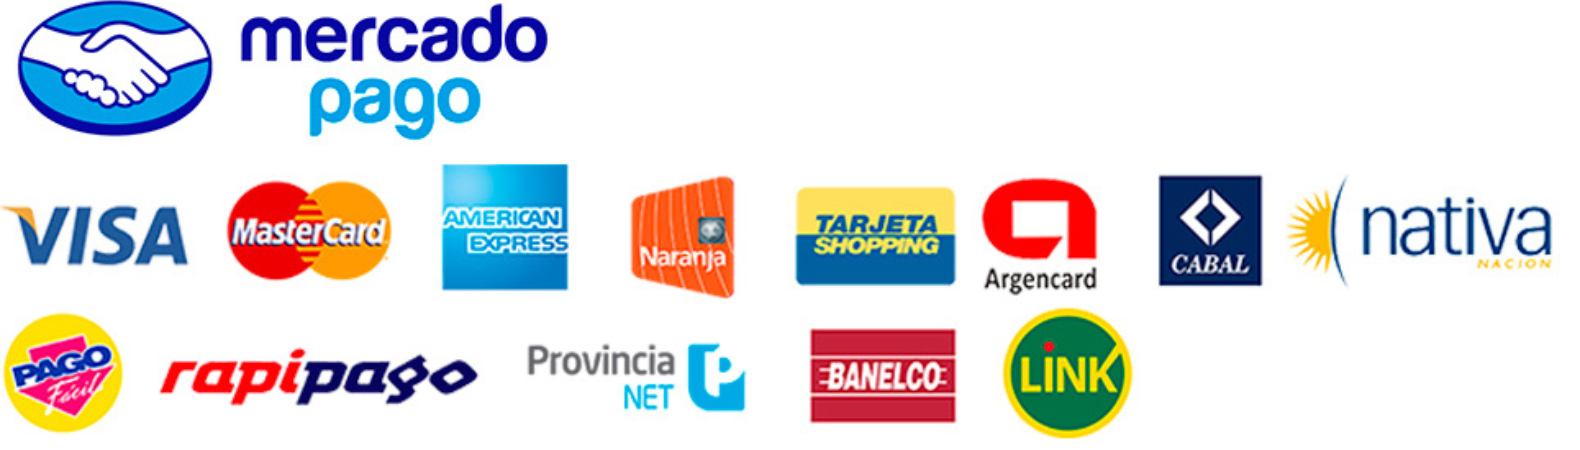 mercado
pago
VISA
MasterCard
AMERICAN
EXPRESS
Naranja
TARJETA
SHOPPING
Argencard
CABAL
nativa
NACION
PAGO
Fácil
rapipago
Provincia
NET
BANELCO
LiNK